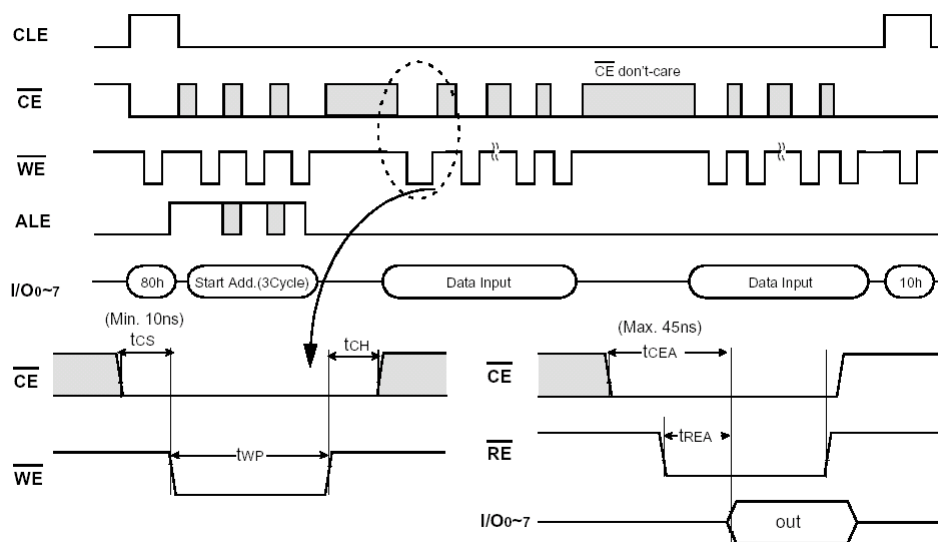 CLE
CE don't-care
CE
WE
ALE
I/O0~7 80h Start Add.(3Cycle) Data Input Data Input 10h
(Min. 10ns)
tCS tCH
CE
tWP
WE
(Max. 45ns)
tCEA
CE
tREA
RE
I/O0~7 out